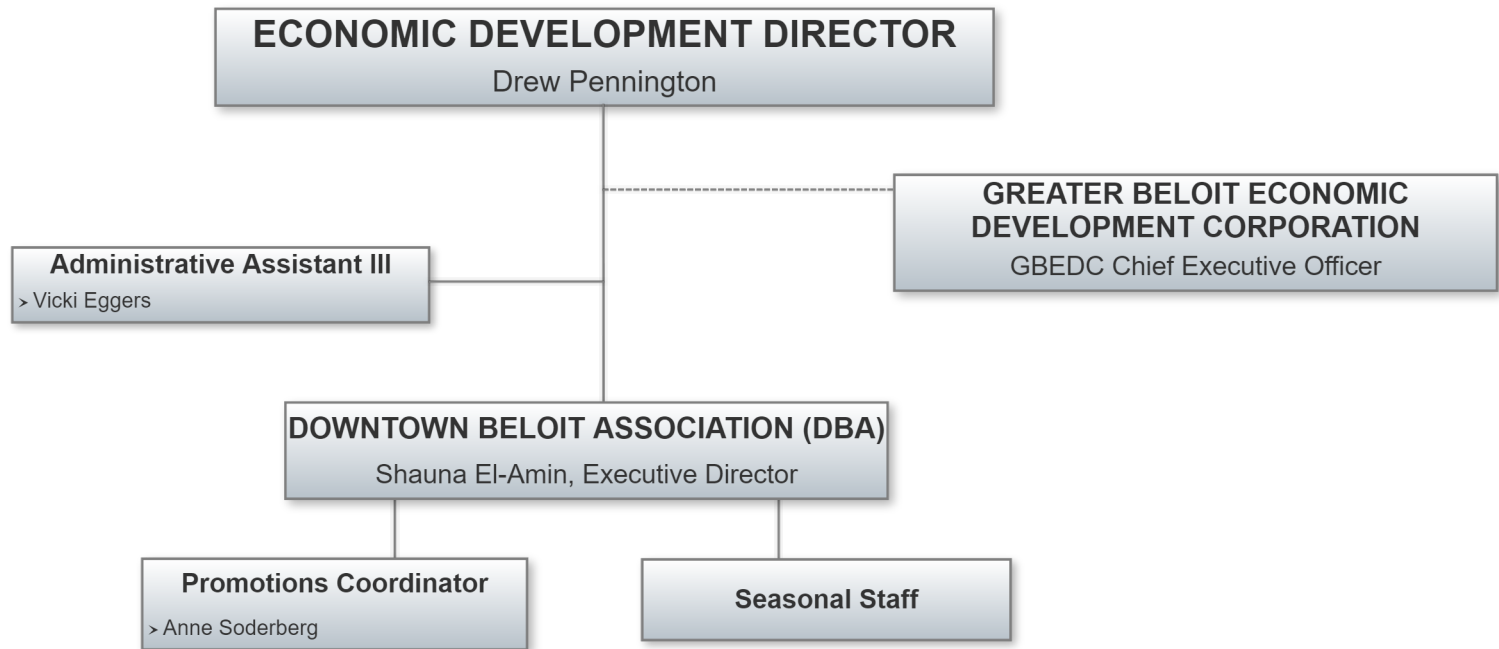 ECONOMIC DEVELOPMENT DIRECTOR
Drew Pennington
GREATER BELOIT ECONOMIC
DEVELOPMENT CORPORATION
GBEDC Chief Executive Officer
Administrative Assistant III
➢ Vicki Eggers
DOWNTOWN BELOIT ASSOCIATION (DBA)
Shauna El-Amin, Executive Director
Promotions Coordinator
➢ Anne Soderberg
Seasonal Staff